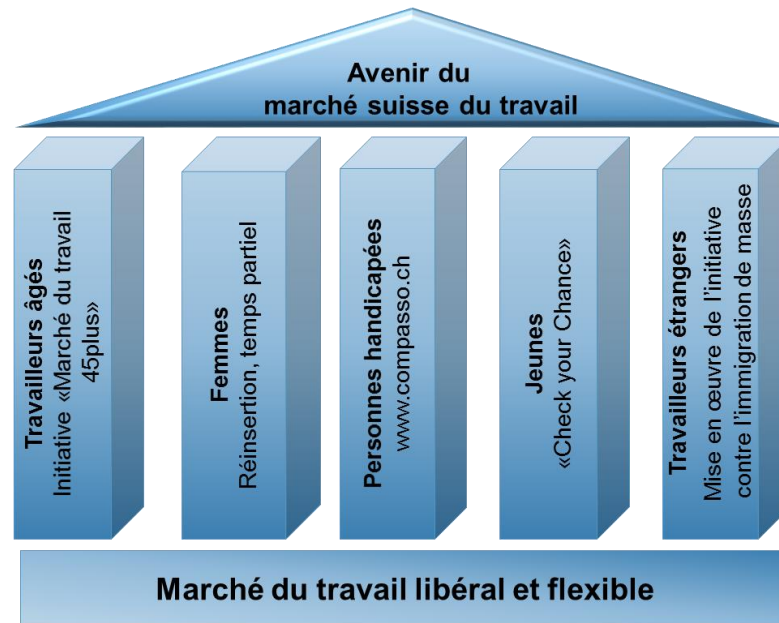 Avenir du
marché suisse du travail
Travailleurs âgés
Initiative «Marché du travail
45plus»
Femmes
Réinsertion, temps partiel
Personnes handicapées
www.compasso.ch
Jeunes
«Check your Chance»
Travailleurs étrangers
Mise en œuvre de l'initiative
contre l'immigration de masse
Marché du travail libéral et flexible